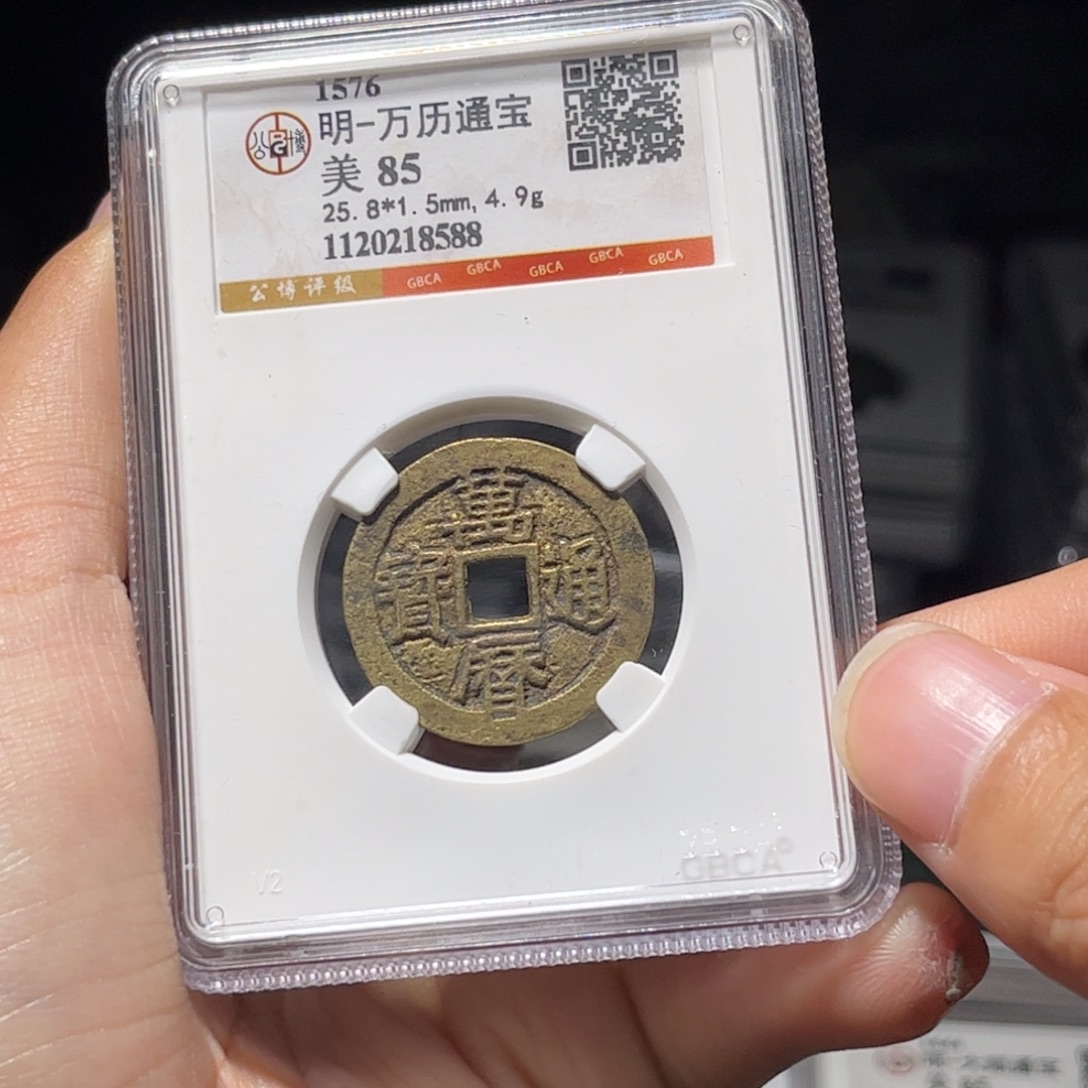 1576
明-万历通宝
美 85
25.8*1.5mm, 4.9g
1120218588
公博评级 GBCA GBCA GBCA GBCA GBCA
萬
寶 通
曆
V2
GBCA